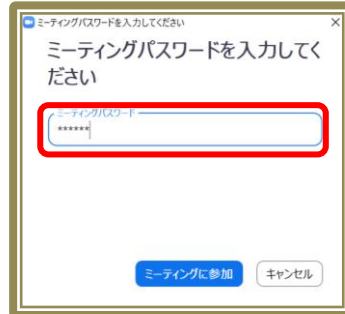 ミーティングパスワードを入力してください
ミーティングパスワードを入力してく
ださい
ミーティングパスワード
******
ミーティングに参加
キャンセル